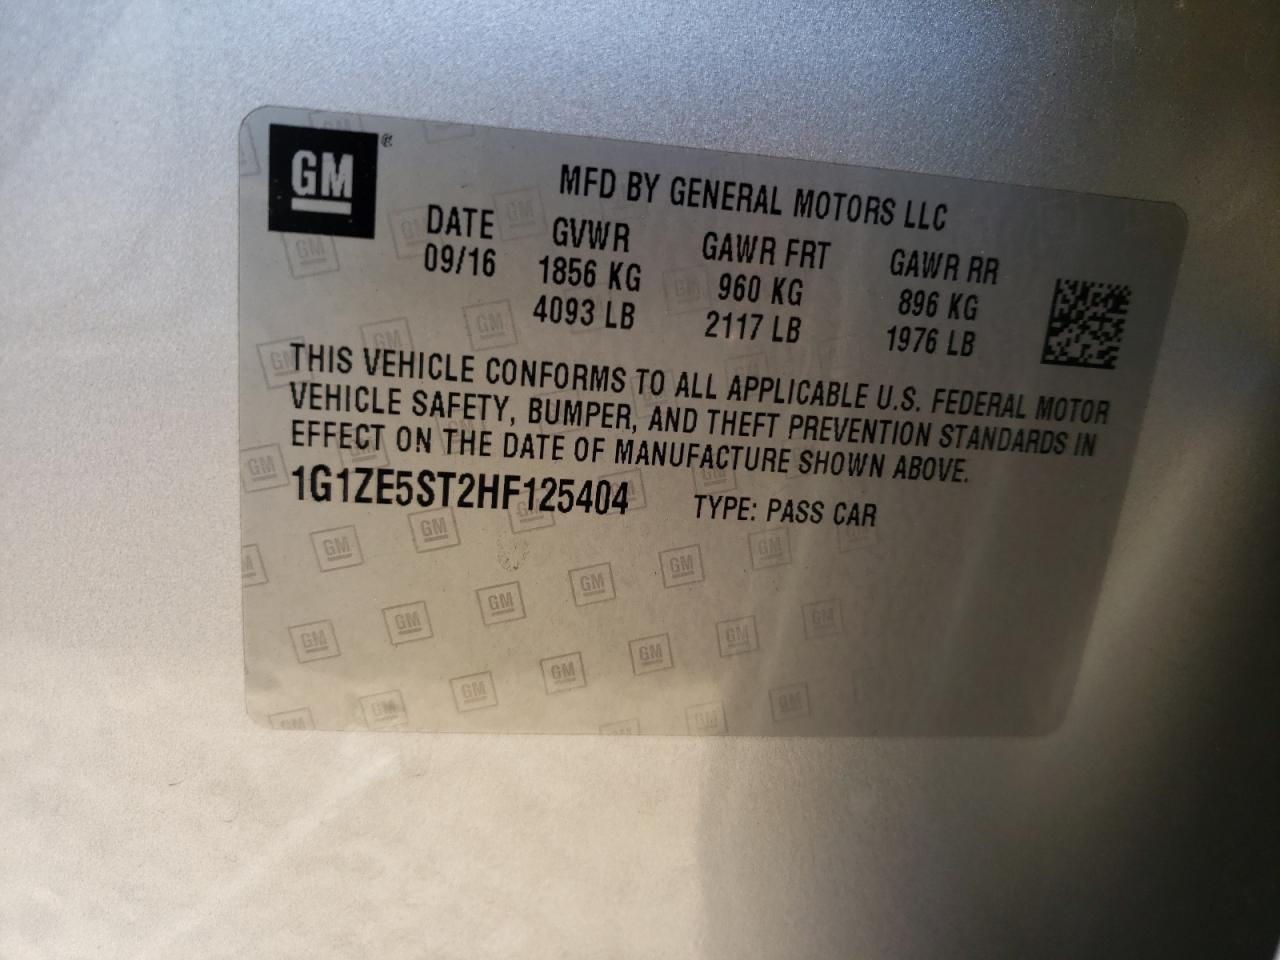 GM®
MFD BY GENERAL MOTORS LLC
DATE GVWR GAWR FRT GAWR RR
09/16 1856 KG 960 KG 896 KG
4093 LB 2117 LB 1976 LB
THIS VEHICLE CONFORMS TO ALL APPLICABLE U.S. FEDERAL MOTOR
VEHICLE SAFETY, BUMPER, AND THEFT PREVENTION STANDARDS IN
EFFECT ON THE DATE OF MANUFACTURE SHOWN ABOVE.
1G1ZE5ST2HF125404 TYPE: PASS CAR